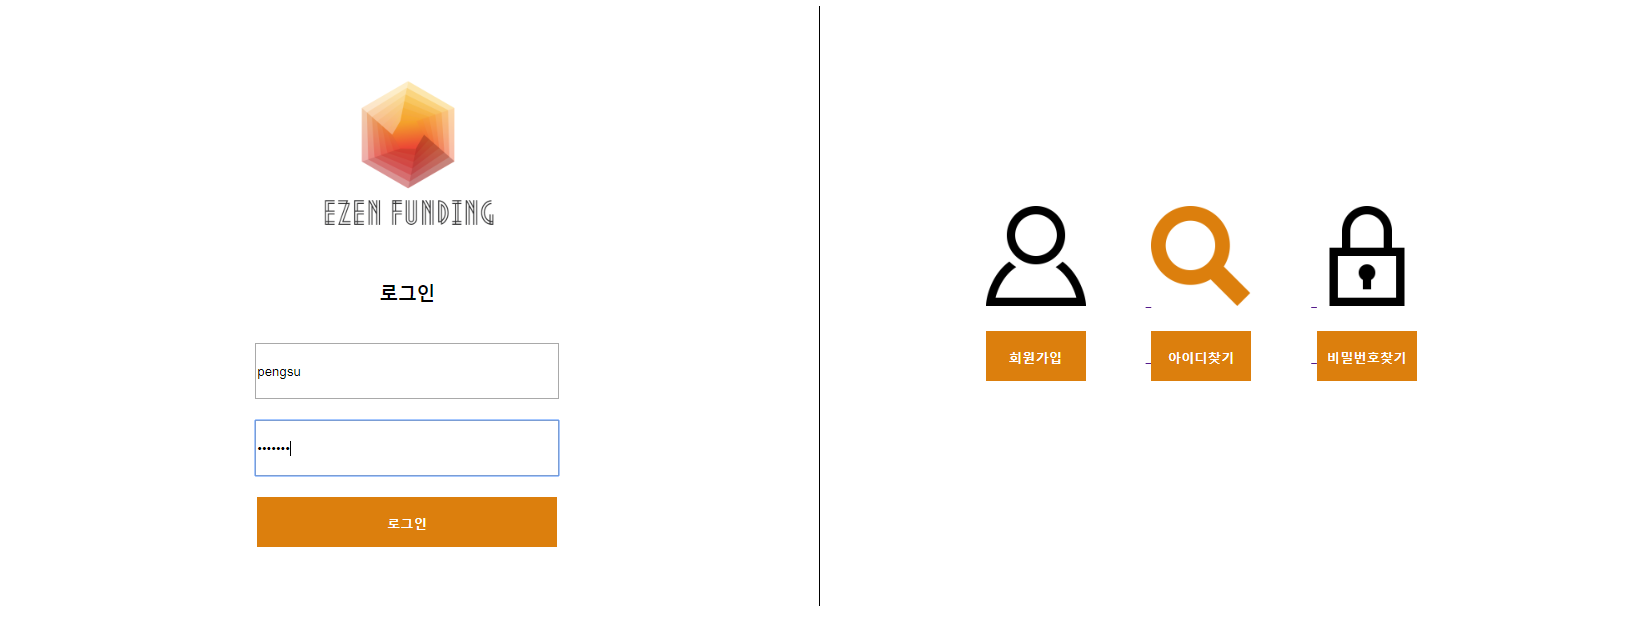 EZEN FUNDING
로그인
pengsu
•••••••
로그인
회원가입
아이디찾기
비밀번호찾기